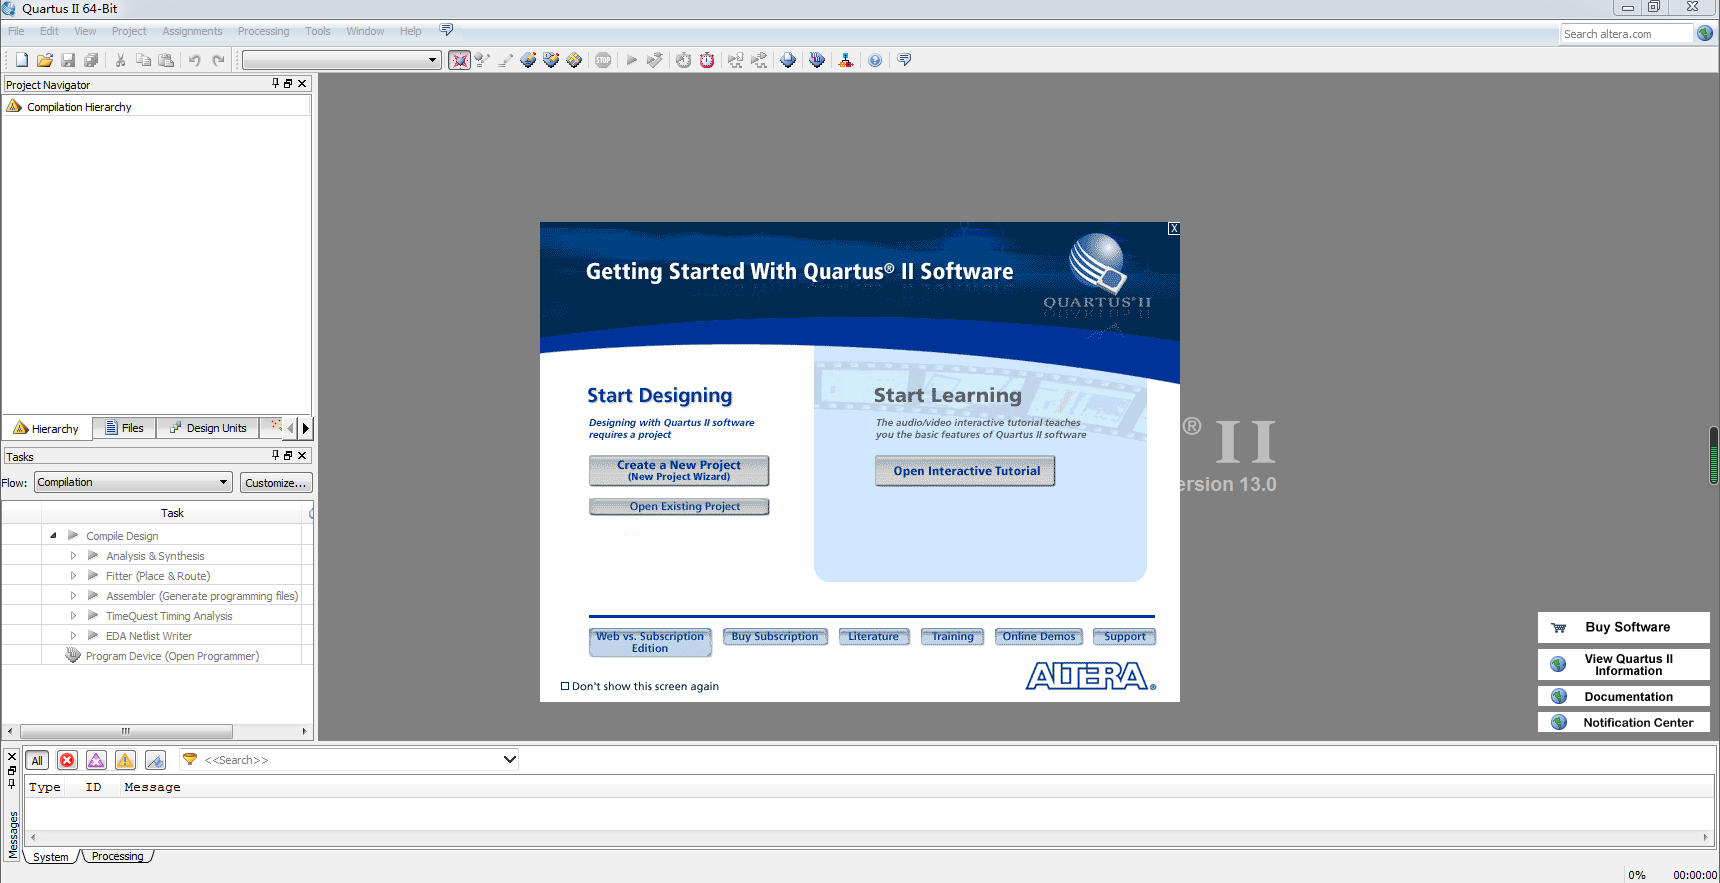 Quartus II 64-Bit
File Edit View Project Assignments Processing Tools Window Help
Search altera.com
STOP
Project Navigator
Compilation Hierarchy
Hierarchy Files Design Units
Tasks
Flow: Compilation Customize...
Task
Compile Design
Analysis & Synthesis
Fitter (Place & Route)
Assembler (Generate programming files)
TimeQuest Timing Analysis
EDA Netlist Writer
Program Device (Open Programmer)
X
Getting Started With Quartus® II Software
QUARTUS® II
Start Designing
Designing with Quartus II software
requires a project
Create a New Project
(New Project Wizard)
Open Existing Project
Start Learning
The audio/video interactive tutorial teaches
you the basic features of Quartus II software
Open Interactive Tutorial
Web vs. Subscription
Edition
Buy Subscription
Literature
Training
Online Demos
Support
Don't show this screen again
ALTERA®
® II
ersion 13.0
Buy Software
View Quartus II
Information
Documentation
Notification Center
All
<<Search>>
Type ID Message
Messages
System Processing
0% 00:00:00